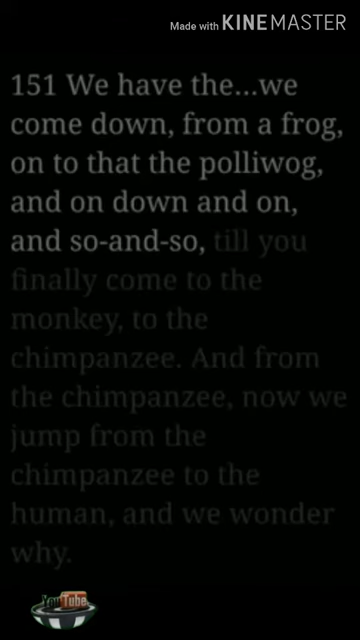 Made with KINEMASTER
151 We have the...we
come down, from a frog,
on to that the polliwog,
and on down and on,
and so-and-so, till you
finally come to the
monkey, to the
chimpanzee. And from
the chimpanzee, now we
jump from the
chimpanzee to the
human, and we wonder
why.
YouTube